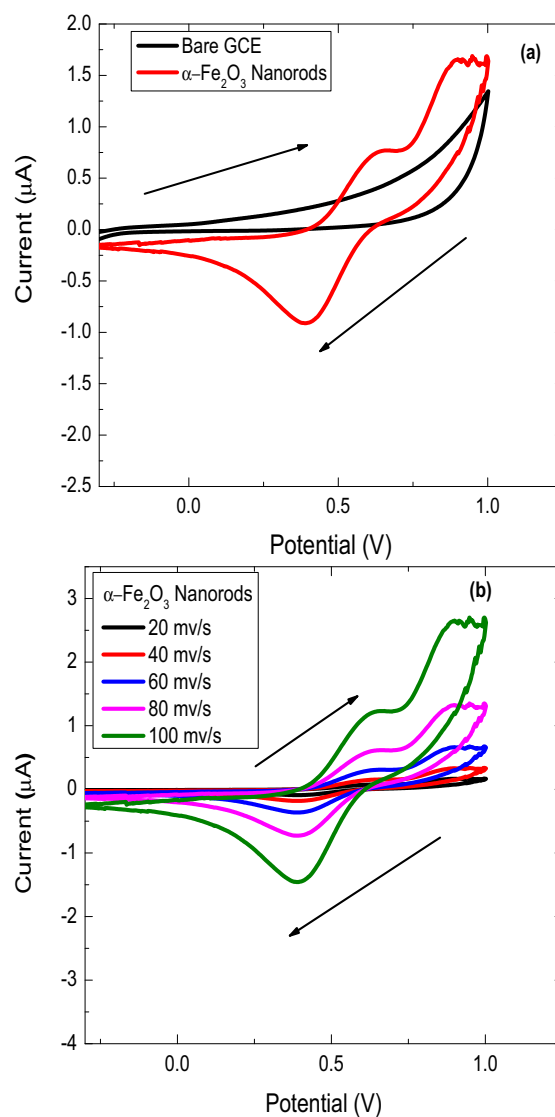 Bare GCE
α–Fe₂O₃ Nanorods
(a)
2.0
1.5
1.0
0.5
0.0
-0.5
-1.0
-1.5
-2.0
-2.5
Current (μA)
0.0 0.5 1.0
Potential (V)
α–Fe₂O₃ Nanorods
20 mv/s
40 mv/s
60 mv/s
80 mv/s
100 mv/s
(b)
3
2
1
0
-1
-2
-3
-4
Current (μA)
0.0 0.5 1.0
Potential (V)